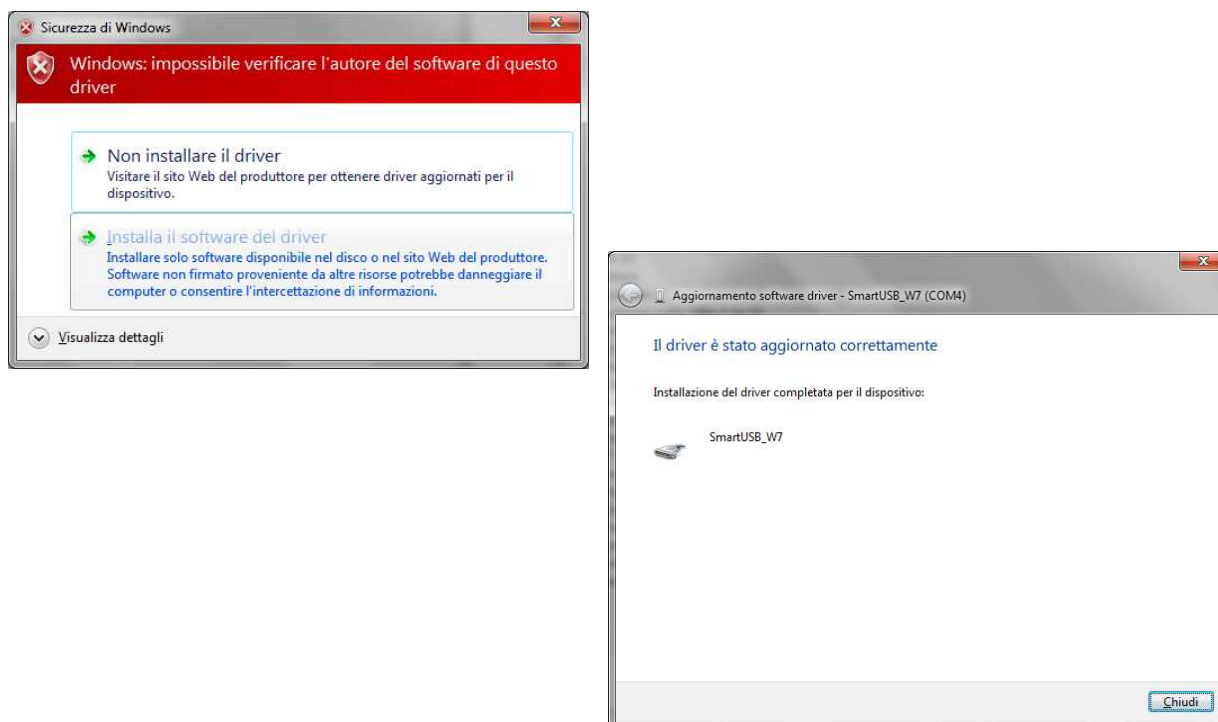 Sicurezza di Windows
Windows: impossibile verificare l'autore del software di questo
driver
Non installare il driver
Visitare il sito Web del produttore per ottenere driver aggiornati per il
dispositivo.
Installa il software del driver
Installare solo software disponibile nel disco o nel sito Web del produttore.
Software non firmato proveniente da altre risorse potrebbe danneggiare il
computer o consentire l'intercettazione di informazioni.
Visualizza dettagli
Aggiornamento software driver - SmartUSB_W7 (COM4)
Il driver è stato aggiornato correttamente
Installazione del driver completata per il dispositivo:
SmartUSB_W7
Chiudi